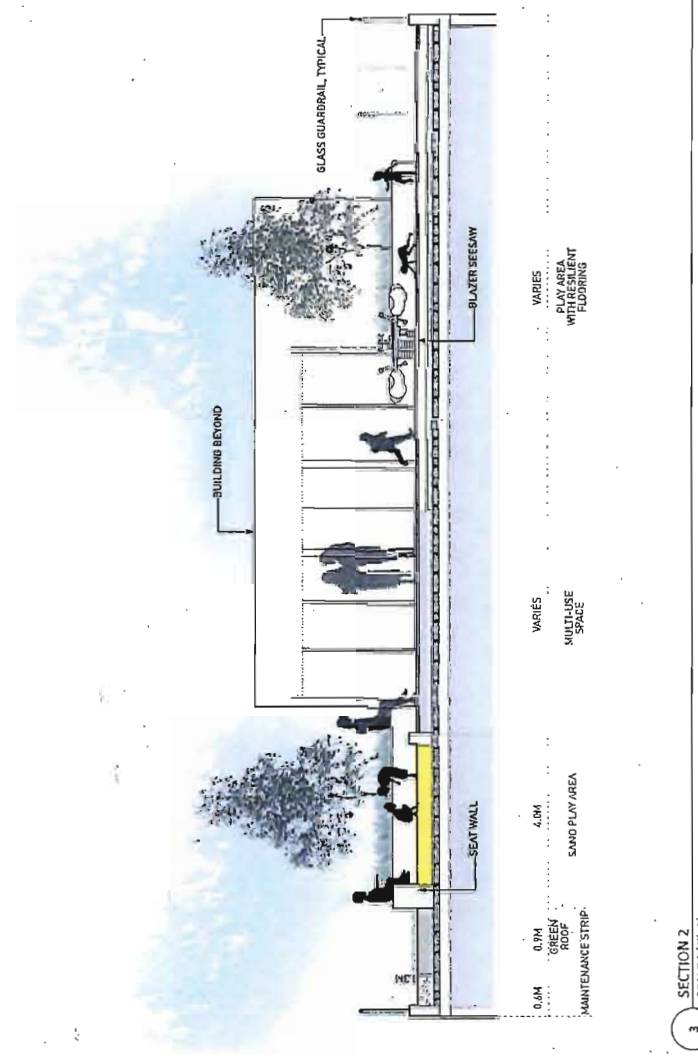 BUILDING BEYOND
GLASS GUARDRAIL, TYPICAL
SEAT WALL
BLAZER SEESAW
0.6M
0.9M
4.0M
VARIES
VARIES
MAINTENANCE STRIP
GREEN
ROOF
SAND PLAY AREA
MULTI-USE
SPACE
PLAY AREA
WITH RESILIENT
FLOORING
3
SECTION 2